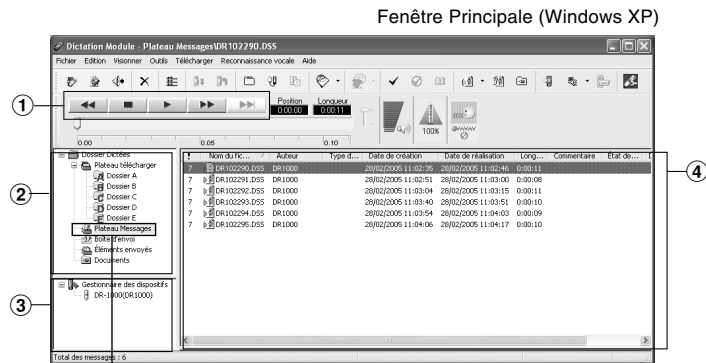 Fenêtre Principale (Windows XP)
Dictation Module - Plateau Messages\DR102290.DSS
Fichier Edition Visionner Outils Télécharger Reconnaissance vocale Aide
1
Position Longueur
0:00:00 0:00:11
100%
0.00 0.05 0.10
Dossier Dictées
Plateau télécharger
Dossier A
Dossier B
Dossier C
Dossier D
Dossier E
Plateau Messages
Boîte d'envoi
Éléments envoyés
Documents
2
Gestionnaire des dispositifs
DR-1000(DR1000)
3
! Nom du fic... / Auteur Type d... Date de création Date de réalisation Long... Commentaire État de... D
7 DR102290.DSS DR1000 28/02/2005 11:02:35 28/02/2005 11:02:46 0:00:11
7 DR102291.DSS DR1000 28/02/2005 11:02:51 28/02/2005 11:03:00 0:00:08
7 DR102292.DSS DR1000 28/02/2005 11:03:04 28/02/2005 11:03:15 0:00:11
7 DR102293.DSS DR1000 28/02/2005 11:03:40 28/02/2005 11:03:51 0:00:10
7 DR102294.DSS DR1000 28/02/2005 11:03:54 28/02/2005 11:04:03 0:00:09
7 DR102295.DSS DR1000 28/02/2005 11:04:06 28/02/2005 11:04:17 0:00:10
4
Total des messages : 6